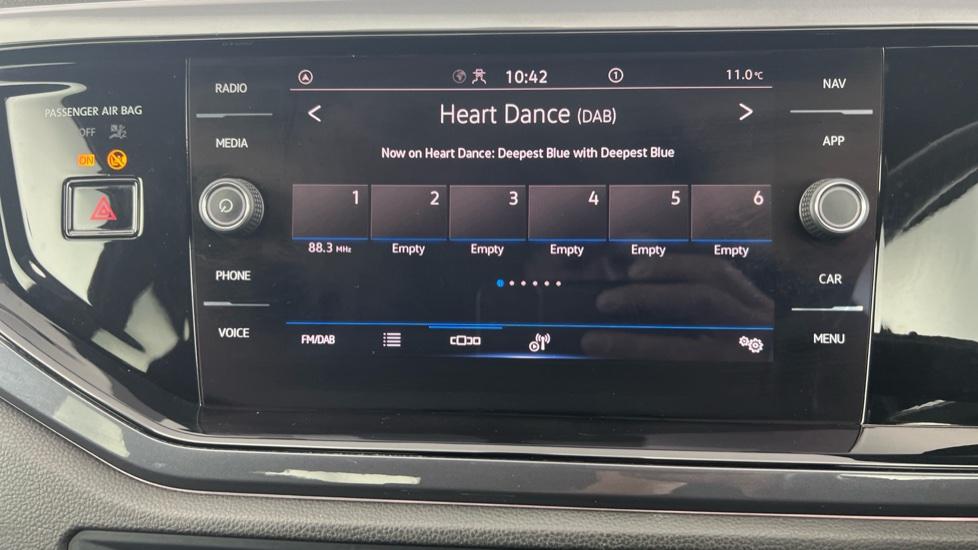 RADIO
MEDIA
PHONE
VOICE
PASSENGER AIR BAG
OFF
ON
10:42
1
11.0°C
< Heart Dance (DAB) >
Now on Heart Dance: Deepest Blue with Deepest Blue
1 2 3 4 5 6
88.3 MHz Empty Empty Empty Empty Empty
FM/DAB
NAV
APP
CAR
MENU